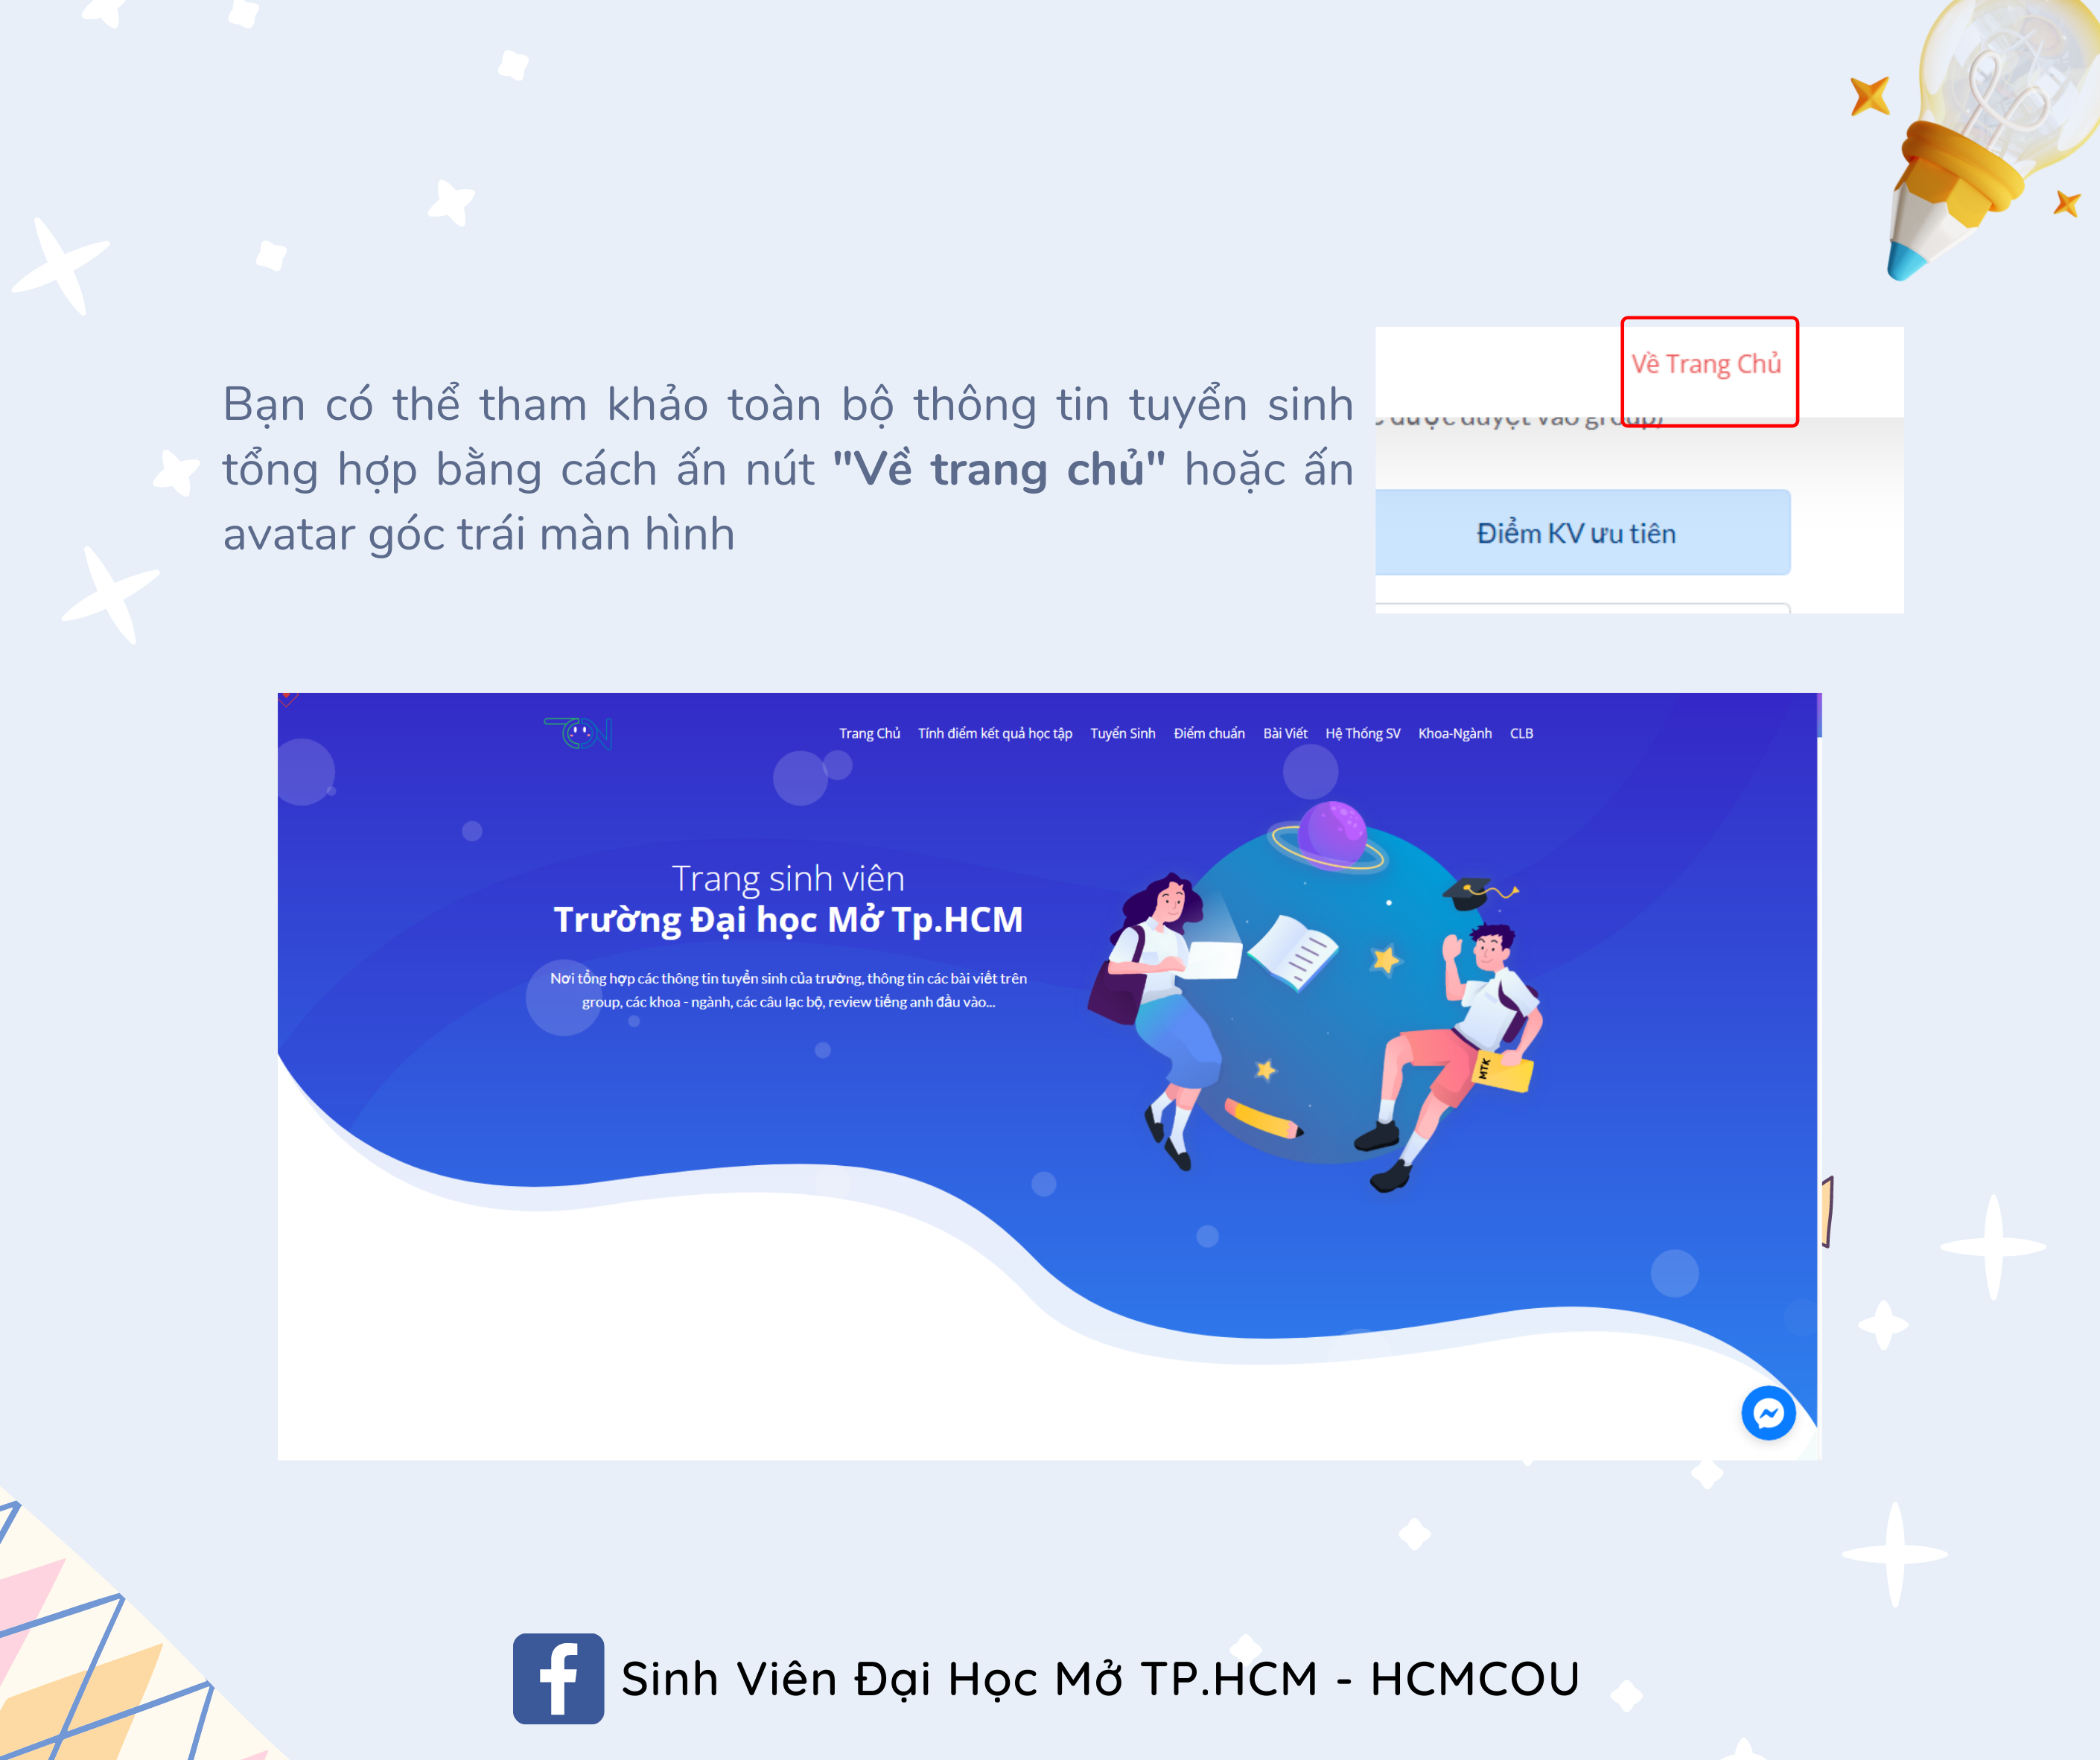 Về Trang Chủ
Bạn có thể tham khảo toàn bộ thông tin tuyển sinh
tổng hợp bằng cách ấn nút "Về trang chủ" hoặc ấn
avatar góc trái màn hình
được duyệt vào group)
Điểm KV ưu tiên
Trang Chủ Tính điểm kết quả học tập Tuyển Sinh Điểm chuẩn Bài Viết Hệ Thống SV Khoa-Ngành CLB
Trang sinh viên
Trường Đại học Mở Tp.HCM
Nơi tổng hợp các thông tin tuyển sinh của trường, thông tin các bài viết trên
group, các khoa - ngành, các câu lạc bộ, review tiếng anh đầu vào...
MTK
Sinh Viên Đại Học Mở TP.HCM - HCMCOU